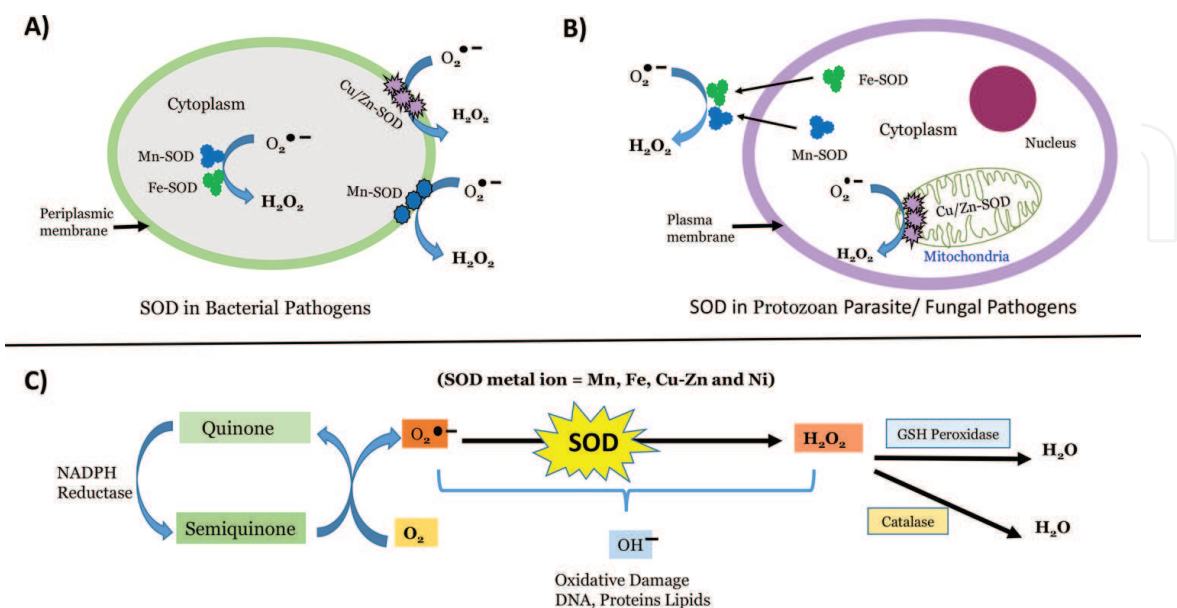 A)
O₂•−
Cytoplasm
Cu/Zn-SOD
H₂O₂
O₂•−
Mn-SOD
Fe-SOD
H₂O₂
Mn-SOD
O₂•−
H₂O₂
Periplasmic
membrane
SOD in Bacterial Pathogens
B)
O₂•−
Fe-SOD
Cytoplasm
H₂O₂
Mn-SOD
Nucleus
O₂•−
Cu/Zn-SOD
Plasma
membrane
H₂O₂
Mitochondria
SOD in Protozoan Parasite/ Fungal Pathogens
C)
(SOD metal ion = Mn, Fe, Cu-Zn and Ni)
Quinone
O₂•−
SOD
H₂O₂
GSH Peroxidase
H₂O
NADPH
Reductase
Semiquinone
O₂
Catalase
H₂O
OH−
Oxidative Damage
DNA, Proteins Lipids